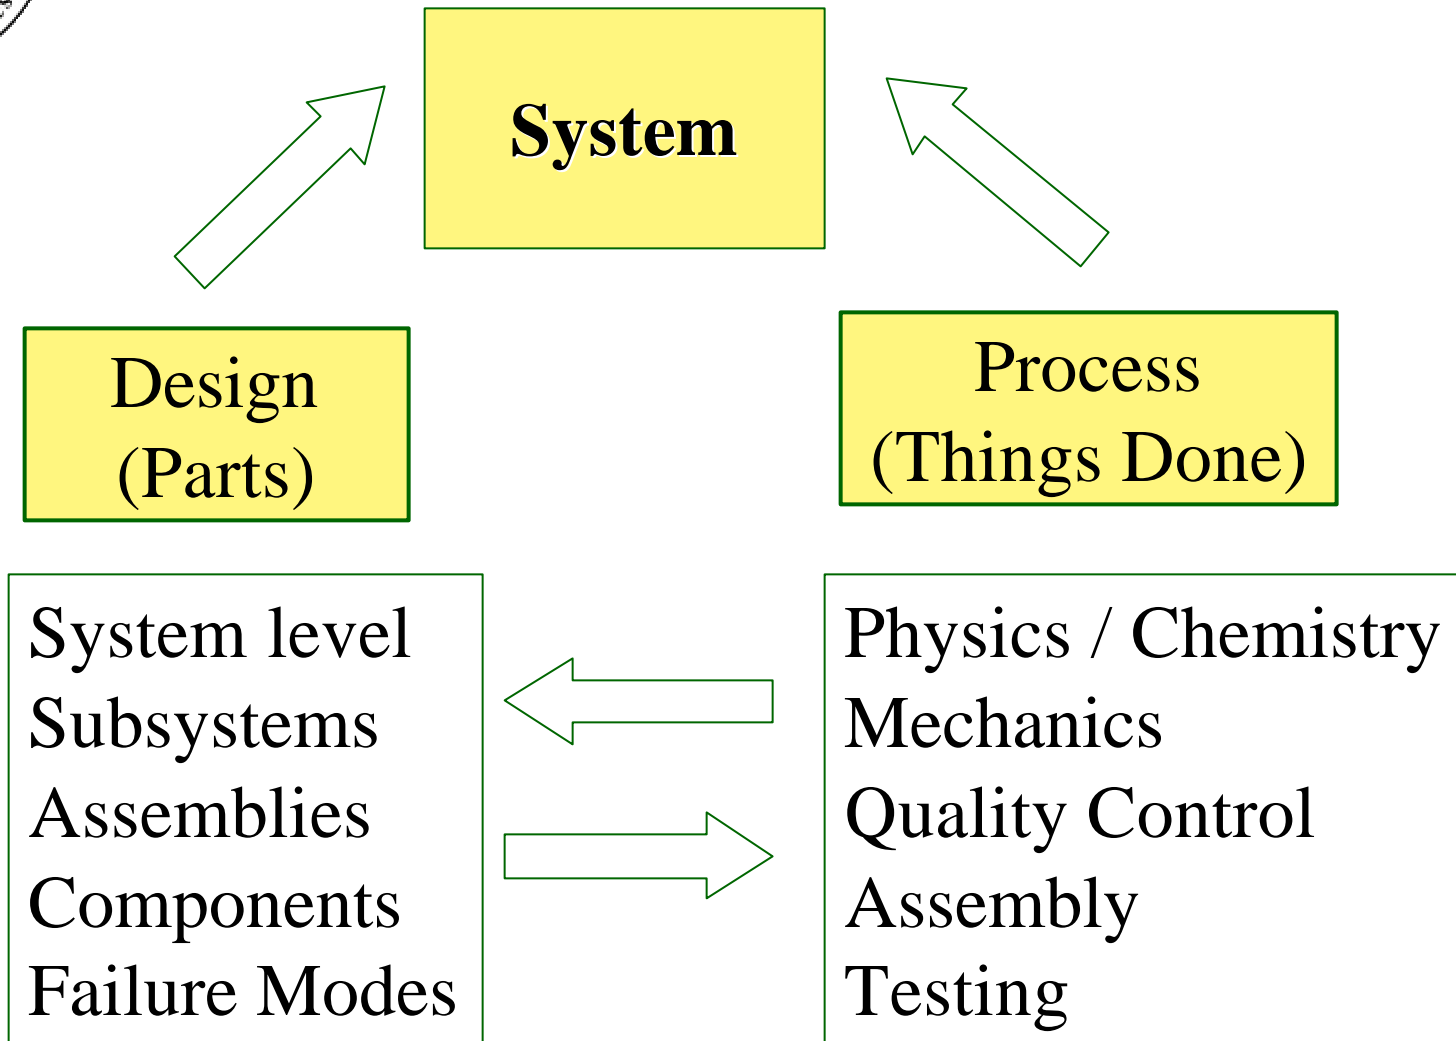 System
Design
(Parts)
Process
(Things Done)
System level
Subsystems
Assemblies
Components
Failure Modes
Physics / Chemistry
Mechanics
Quality Control
Assembly
Testing